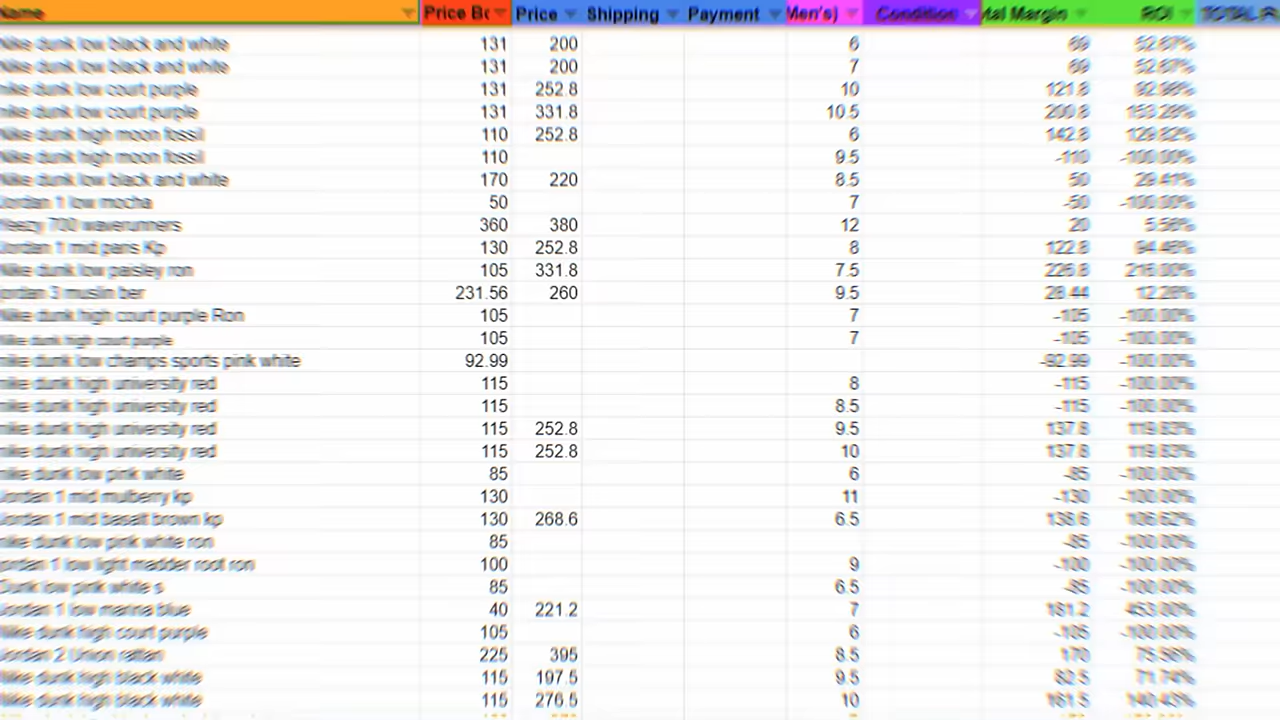 Name Price Bo Price Shipping Payment Men's) Condition tal Margin ROI TOTAL
Nike dunk low black and white 131 200 6 69 52.67%
Nike dunk low black and white 131 200 7 69 52.67%
nike dunk low court purple 131 252.8 10 121.8 92.98%
nike dunk low court purple 131 331.8 10.5 200.8 153.28%
Nike dunk high moon fossil 110 252.8 6 142.8 129.82%
Nike dunk high moon fossil 110 9.5 -110 -100.00%
Nike dunk low black and white 170 220 8.5 50 29.41%
Jordan 1 low mocha 50 7 -50 -100.00%
Yeezy 700 waverunners 360 380 12 20 5.56%
Jordan 1 mid paris Kp 130 252.8 8 122.8 94.46%
Nike dunk low paisley ron 105 331.8 7.5 226.8 216.00%
jordan 3 muslin ber 231.56 260 9.5 28.44 12.28%
Nike dunk high court purple Ron 105 7 -105 -100.00%
Nike dunk high court purple 105 7 -105 -100.00%
nike dunk low champs sports pink white 92.99 -92.99 -100.00%
nike dunk high university red 115 8 -115 -100.00%
nike dunk high university red 115 8.5 -115 -100.00%
nike dunk high university red 115 252.8 9.5 137.8 119.83%
nike dunk high university red 115 252.8 10 137.8 119.83%
nike dunk low pink white 85 6 -85 -100.00%
Jordan 1 mid mulberry kp 130 11 -130 -100.00%
Jordan 1 mid basalt brown kp 130 268.6 6.5 138.6 106.62%
nike dunk low pink white ron 85 -85 -100.00%
jordan 1 low light madder root ron 100 9 -100 -100.00%
Dunk low pink white s 85 6.5 -85 -100.00%
Jordan 1 low marina blue 40 221.2 7 181.2 453.00%
Nike dunk high court purple 105 6 -105 -100.00%
Jordan 2 Union rattan 225 395 8.5 170 75.56%
Nike dunk high black white 115 197.5 9.5 82.5 71.74%
Nike dunk high black white 115 276.5 10 161.5 140.43%